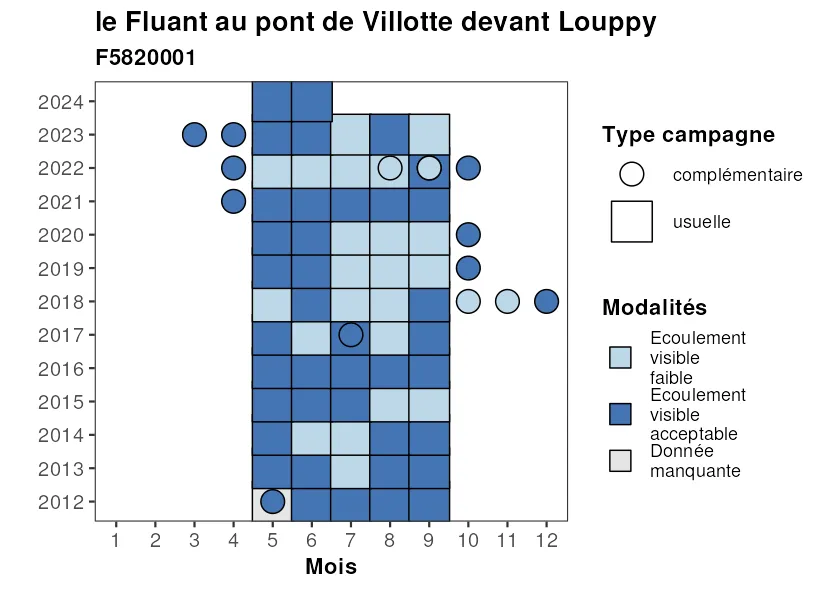 le Fluant au pont de Villotte devant Louppy
F5820001
2024
2023
2022
2021
2020
2019
2018
2017
2016
2015
2014
2013
2012
1 2 3 4 5 6 7 8 9 10 11 12
Mois
Type campagne
complémentaire
usuelle
Modalités
Ecoulement
visible
faible
Ecoulement
visible
acceptable
Donnée
manquante